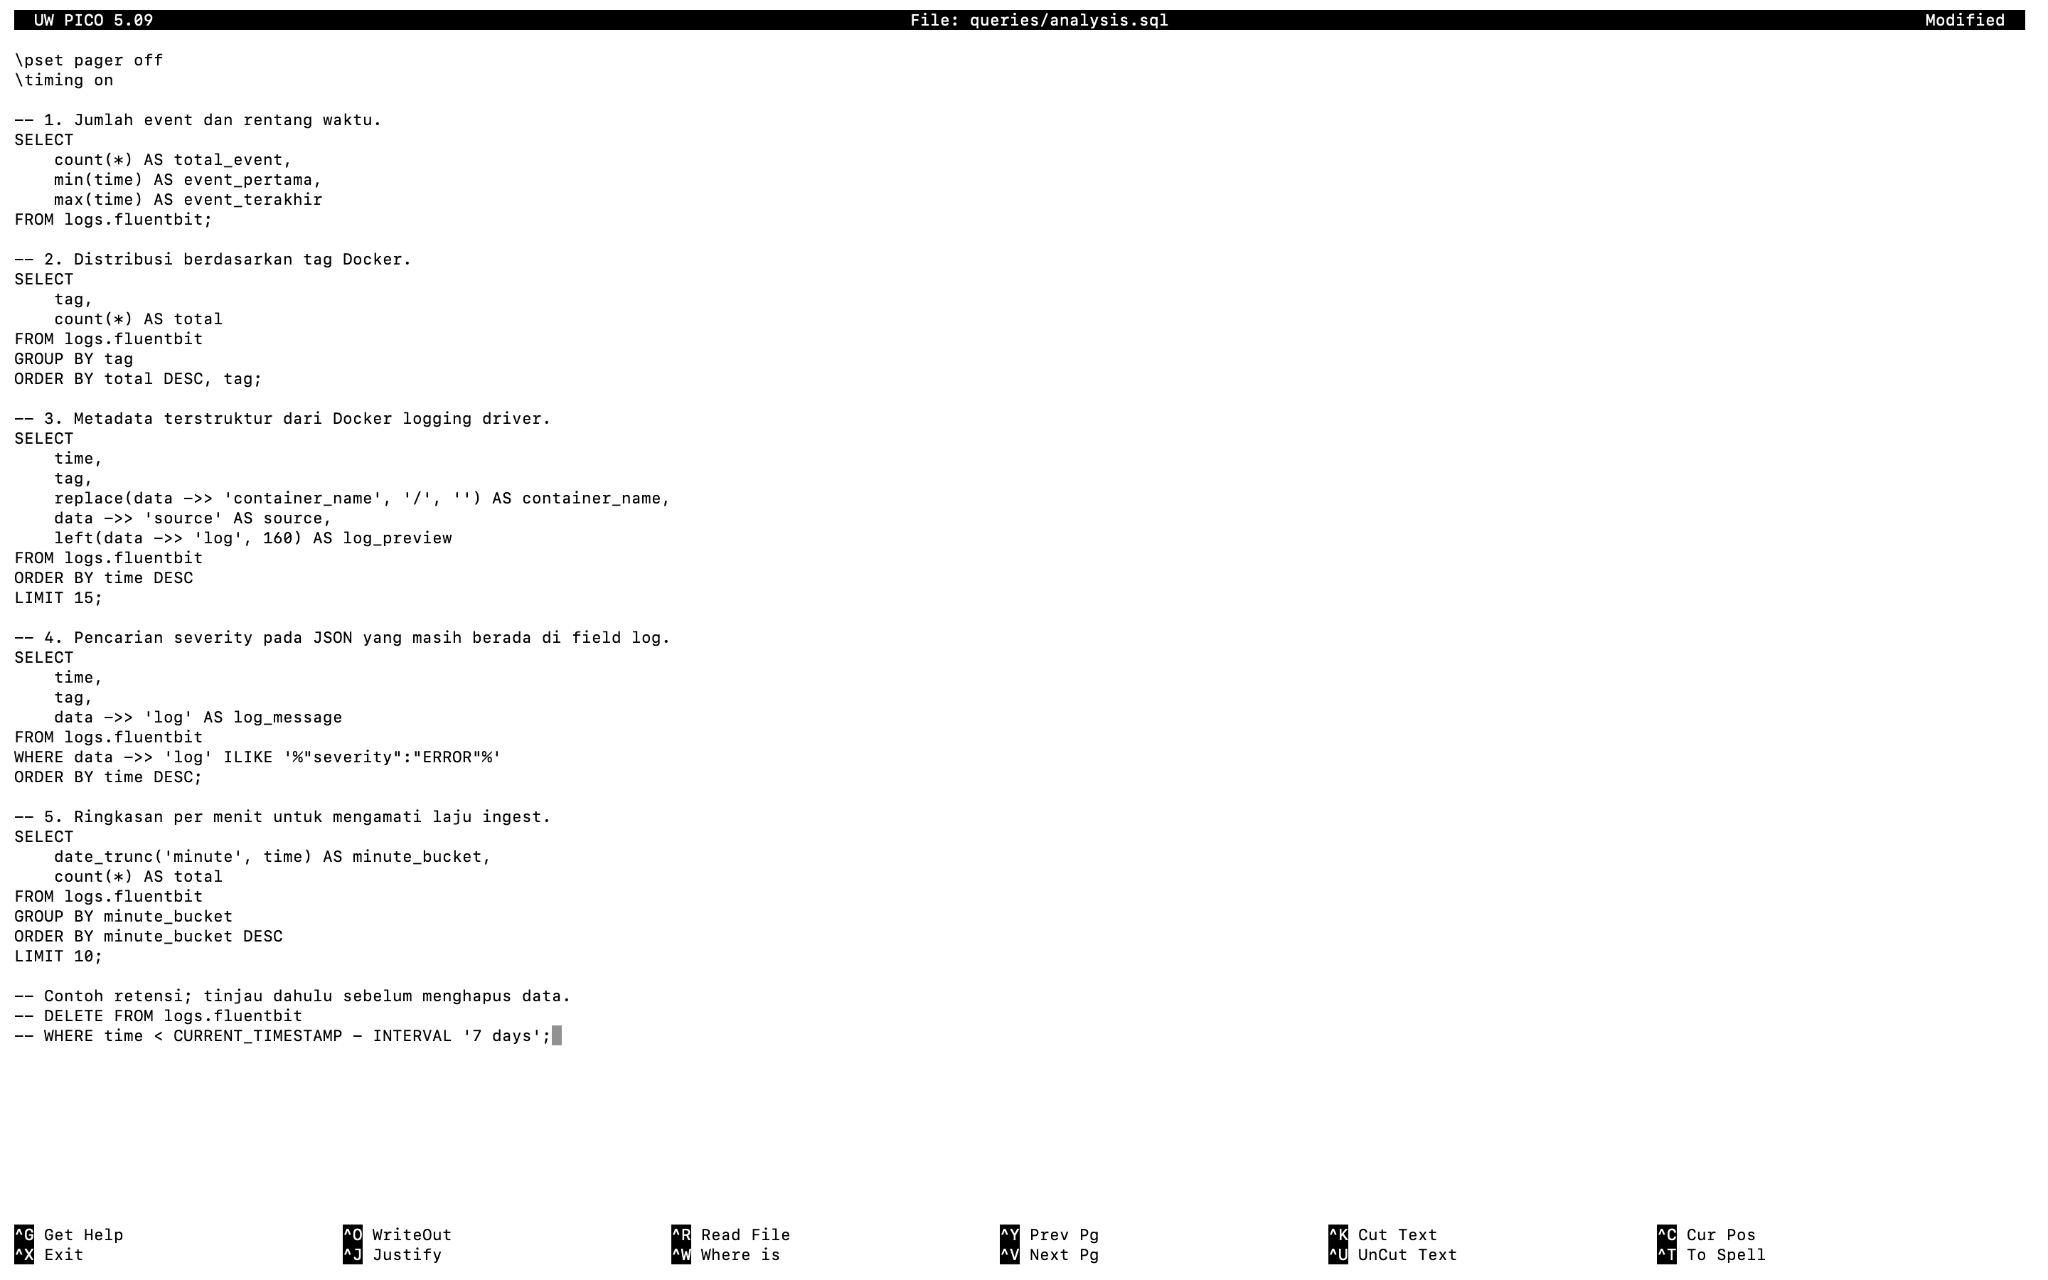 UW PICO 5.09 File: queries/analysis.sql Modified
\pset pager off
\timing on
-- 1. Jumlah event dan rentang waktu.
SELECT
    count(*) AS total_event,
    min(time) AS event_pertama,
    max(time) AS event_terakhir
FROM logs.fluentbit;
-- 2. Distribusi berdasarkan tag Docker.
SELECT
    tag,
    count(*) AS total
FROM logs.fluentbit
GROUP BY tag
ORDER BY total DESC, tag;
-- 3. Metadata terstruktur dari Docker logging driver.
SELECT
    time,
    tag,
    replace(data ->> 'container_name', '/', '') AS container_name,
    data ->> 'source' AS source,
    left(data ->> 'log', 160) AS log_preview
FROM logs.fluentbit
ORDER BY time DESC
LIMIT 15;
-- 4. Pencarian severity pada JSON yang masih berada di field log.
SELECT
    time,
    tag,
    data ->> 'log' AS log_message
FROM logs.fluentbit
WHERE data ->> 'log' ILIKE '%"severity":"ERROR"%'
ORDER BY time DESC;
-- 5. Ringkasan per menit untuk mengamati laju ingest.
SELECT
    date_trunc('minute', time) AS minute_bucket,
    count(*) AS total
FROM logs.fluentbit
GROUP BY minute_bucket
ORDER BY minute_bucket DESC
LIMIT 10;
-- Contoh retensi; tinjau dahulu sebelum menghapus data.
-- DELETE FROM logs.fluentbit
-- WHERE time < CURRENT_TIMESTAMP - INTERVAL '7 days';
^G Get Help ^O WriteOut ^R Read File ^Y Prev Pg ^K Cut Text ^C Cur Pos
^X Exit ^J Justify ^W Where is ^V Next Pg ^U UnCut Text ^T To Spell